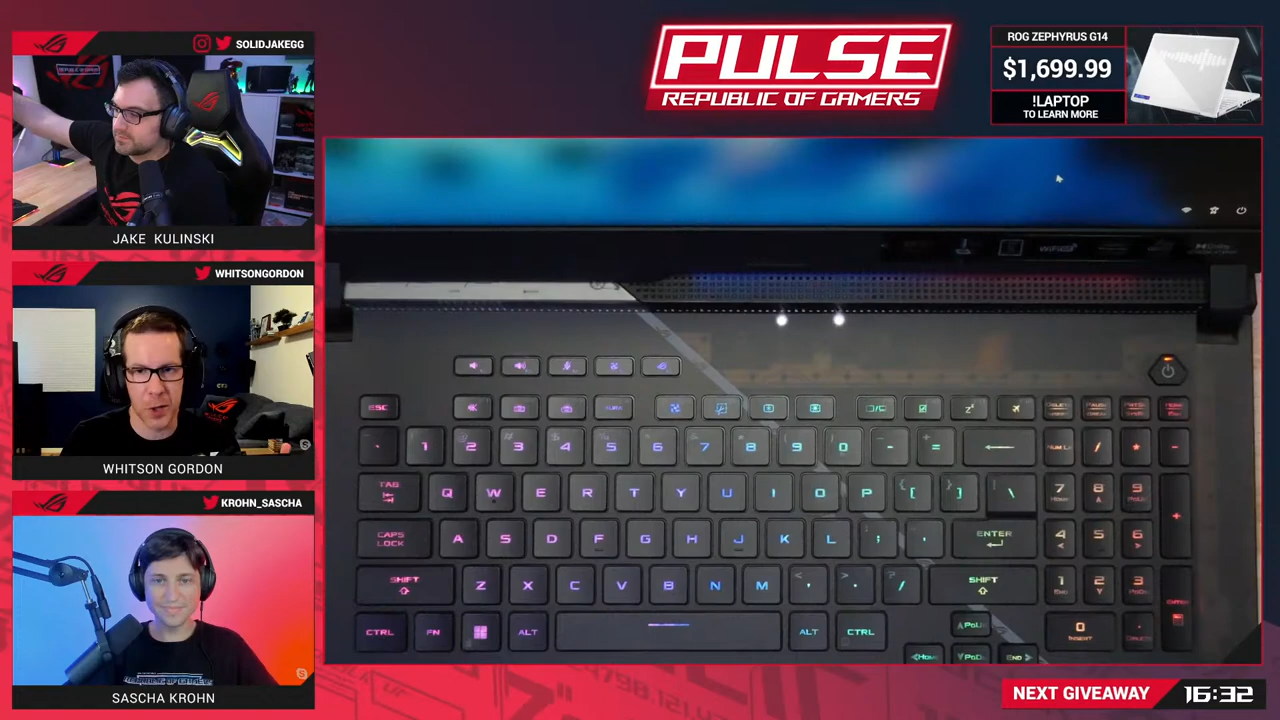 SOLIDJAKEGG
JAKE KULINSKI
WHITSONGORDON
WHITSON GORDON
KROHN_SASCHA
SASCHA KROHN
PULSE
REPUBLIC OF GAMERS
ROG ZEPHYRUS G14
$1,699.99
!LAPTOP
TO LEARN MORE
ESC
1 2 3 4 5 6 7 8 9 0 - =
/ * -
TAB Q W E R T Y U I O P [ ] \
7 8 9
CAPS LOCK A S D F G H J K L ; ENTER
4 5 6 +
SHIFT Z X C V B N M , . / SHIFT
1 2 3
CTRL FN ALT ALT CTRL
0
INSERT
END
NEXT GIVEAWAY 16:32